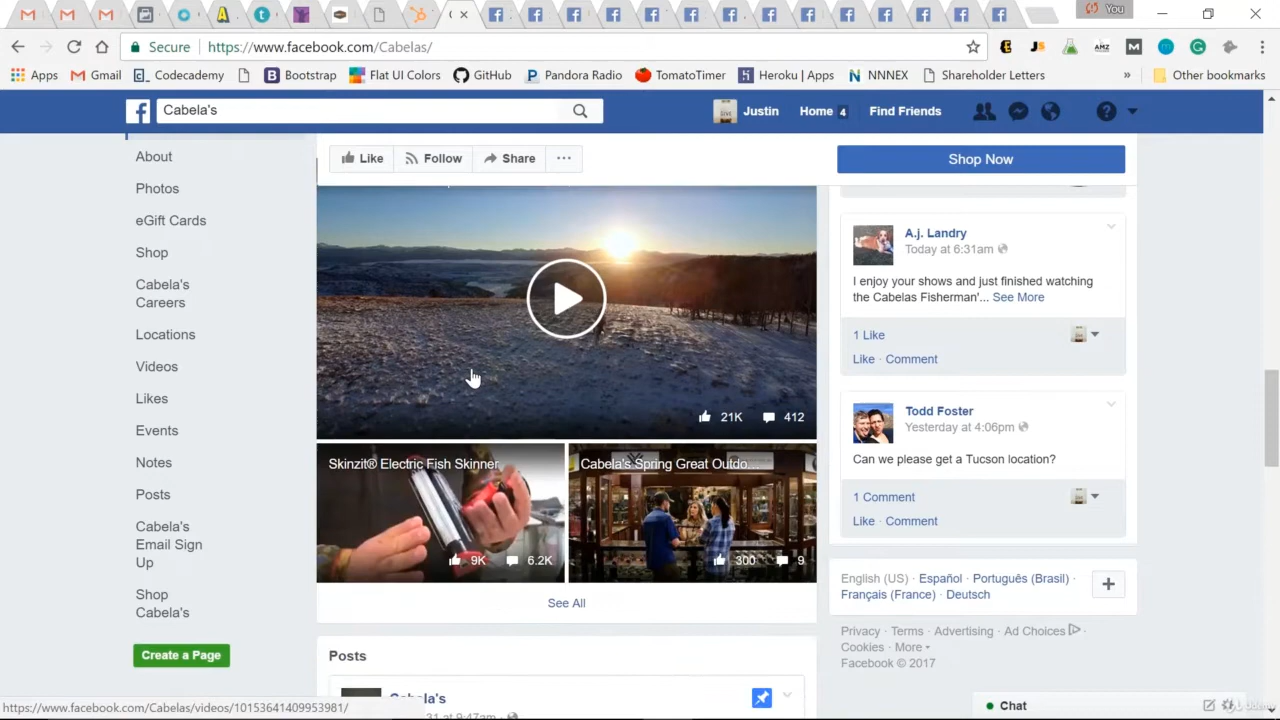 You
Secure https://www.facebook.com/Cabelas/
Apps Gmail Codecademy Bootstrap Flat UI Colors GitHub Pandora Radio TomatoTimer Heroku | Apps NNNEX Shareholder Letters » Other bookmarks
Cabela's
Justin Home 4 Find Friends
Like Follow Share ... Shop Now
About
Photos
eGift Cards
Shop
Cabela's
Careers
Locations
Videos
Likes
Events
Notes
Posts
Cabela's
Email Sign
Up
Shop
Cabela's
Create a Page
21K 412
Skinzit® Electric Fish Skinner
9K 6.2K
Cabela's Spring Great Outdo...
300 9
See All
Posts
Cabela's
31 at 9:47am
A.j. Landry
Today at 6:31am
I enjoy your shows and just finished watching
the Cabelas Fisherman'... See More
1 Like
Like · Comment
Todd Foster
Yesterday at 4:06pm
Can we please get a Tucson location?
1 Comment
Like · Comment
English (US) · Español · Português (Brasil) ·
Français (France) · Deutsch
Privacy · Terms · Advertising · Ad Choices ·
Cookies · More
Facebook © 2017
Chat
https://www.facebook.com/Cabelas/videos/10153641409953981/